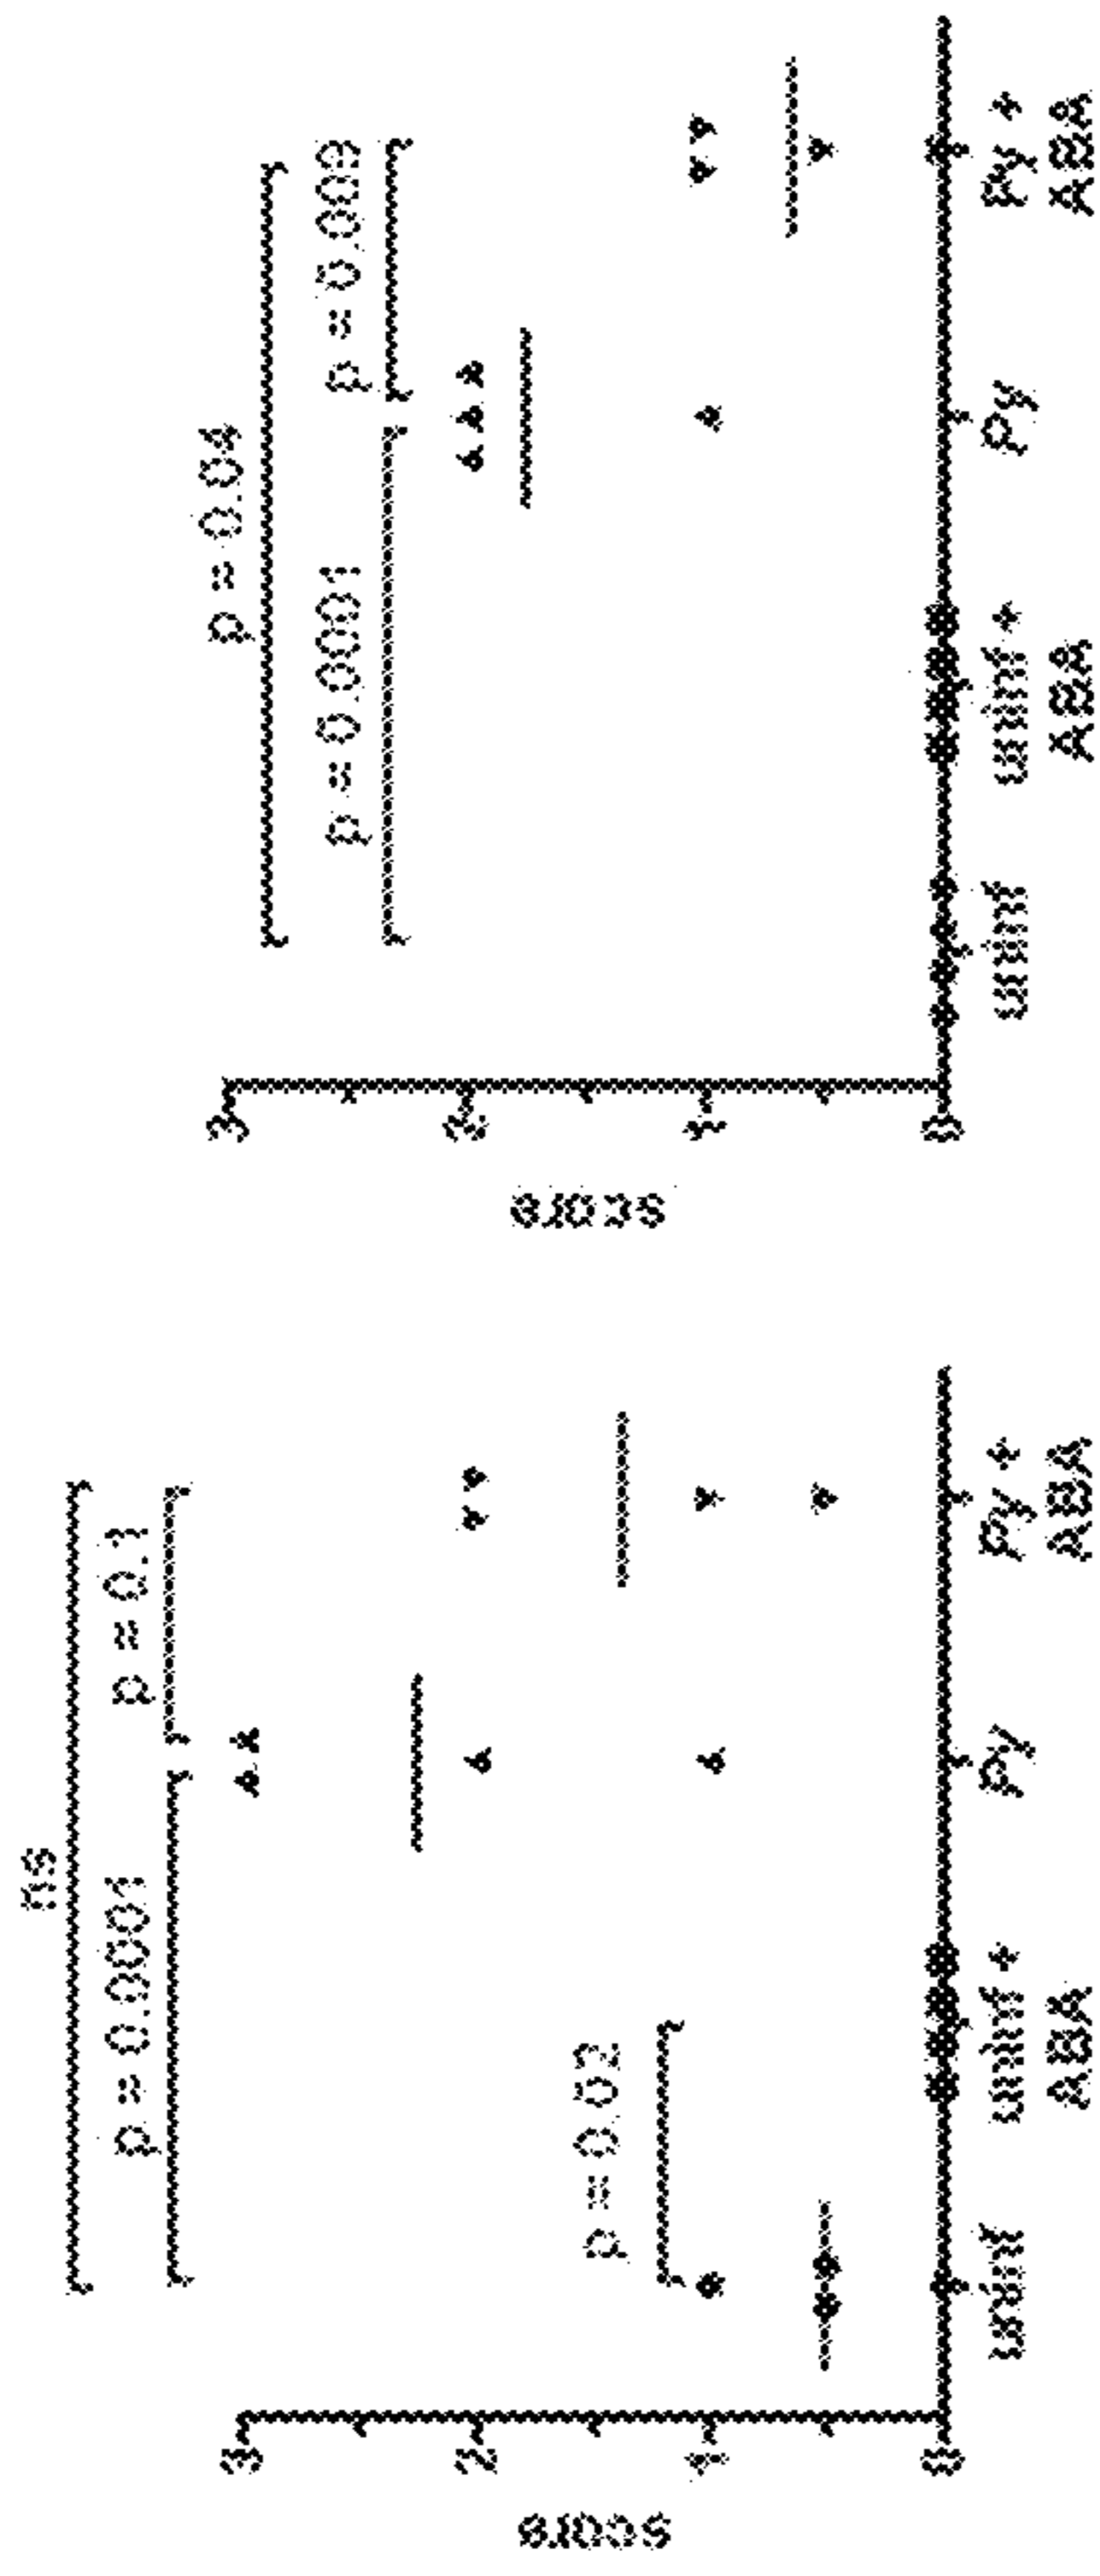 ns
p = 0.0001
p = 0.1
p = 0.02
3
2
1
0
score
uninf
uninf +
ABA
Py
Py +
ABA
p = 0.04
p = 0.0001
p = 0.009
3
2
1
0
score
uninf
uninf +
ABA
Py
Py +
ABA